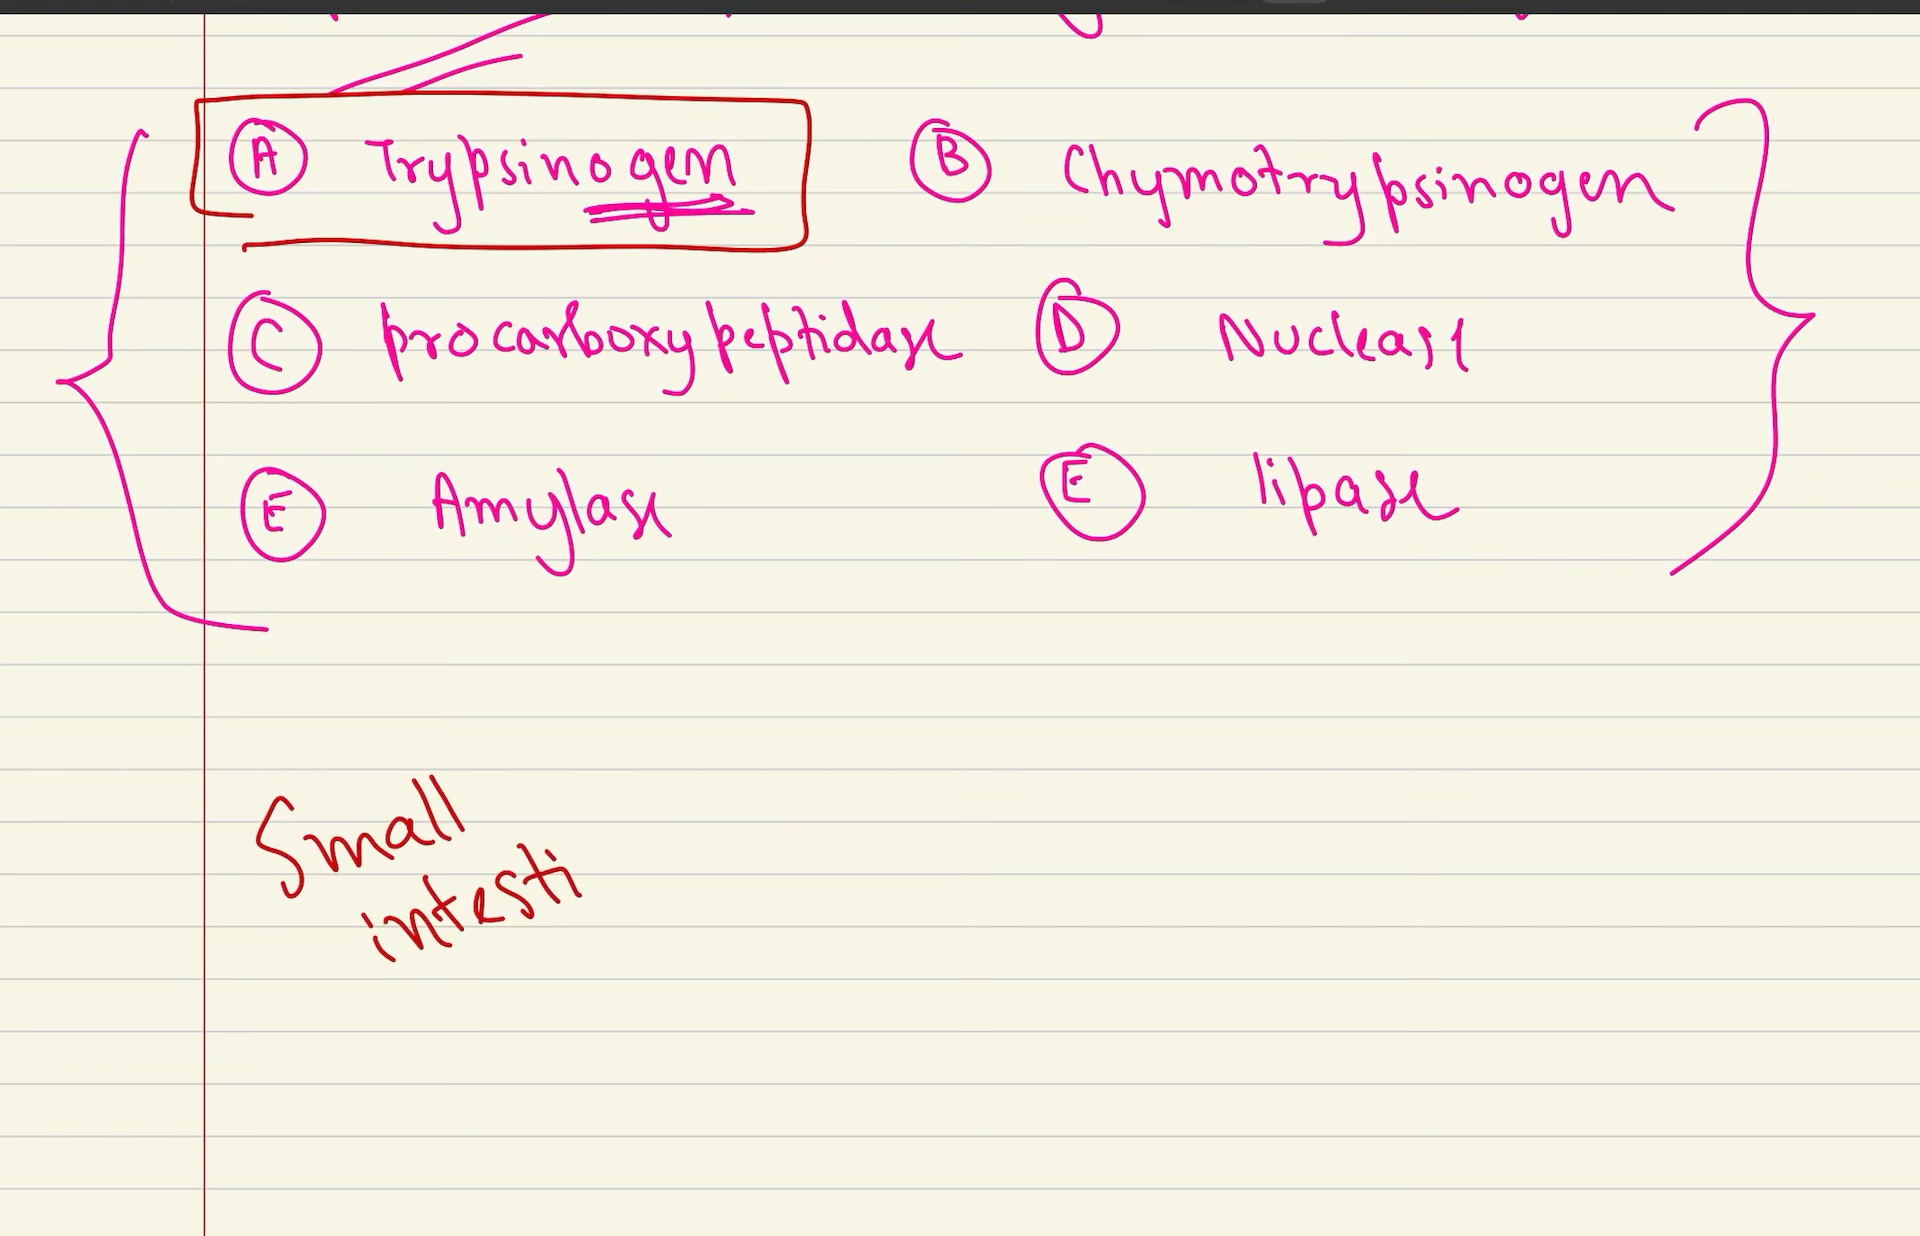 A Trypsinogen B Chymotrypsinogen
C procarboxypeptidase D Nuclease
E Amylase E lipase
Small
intesti